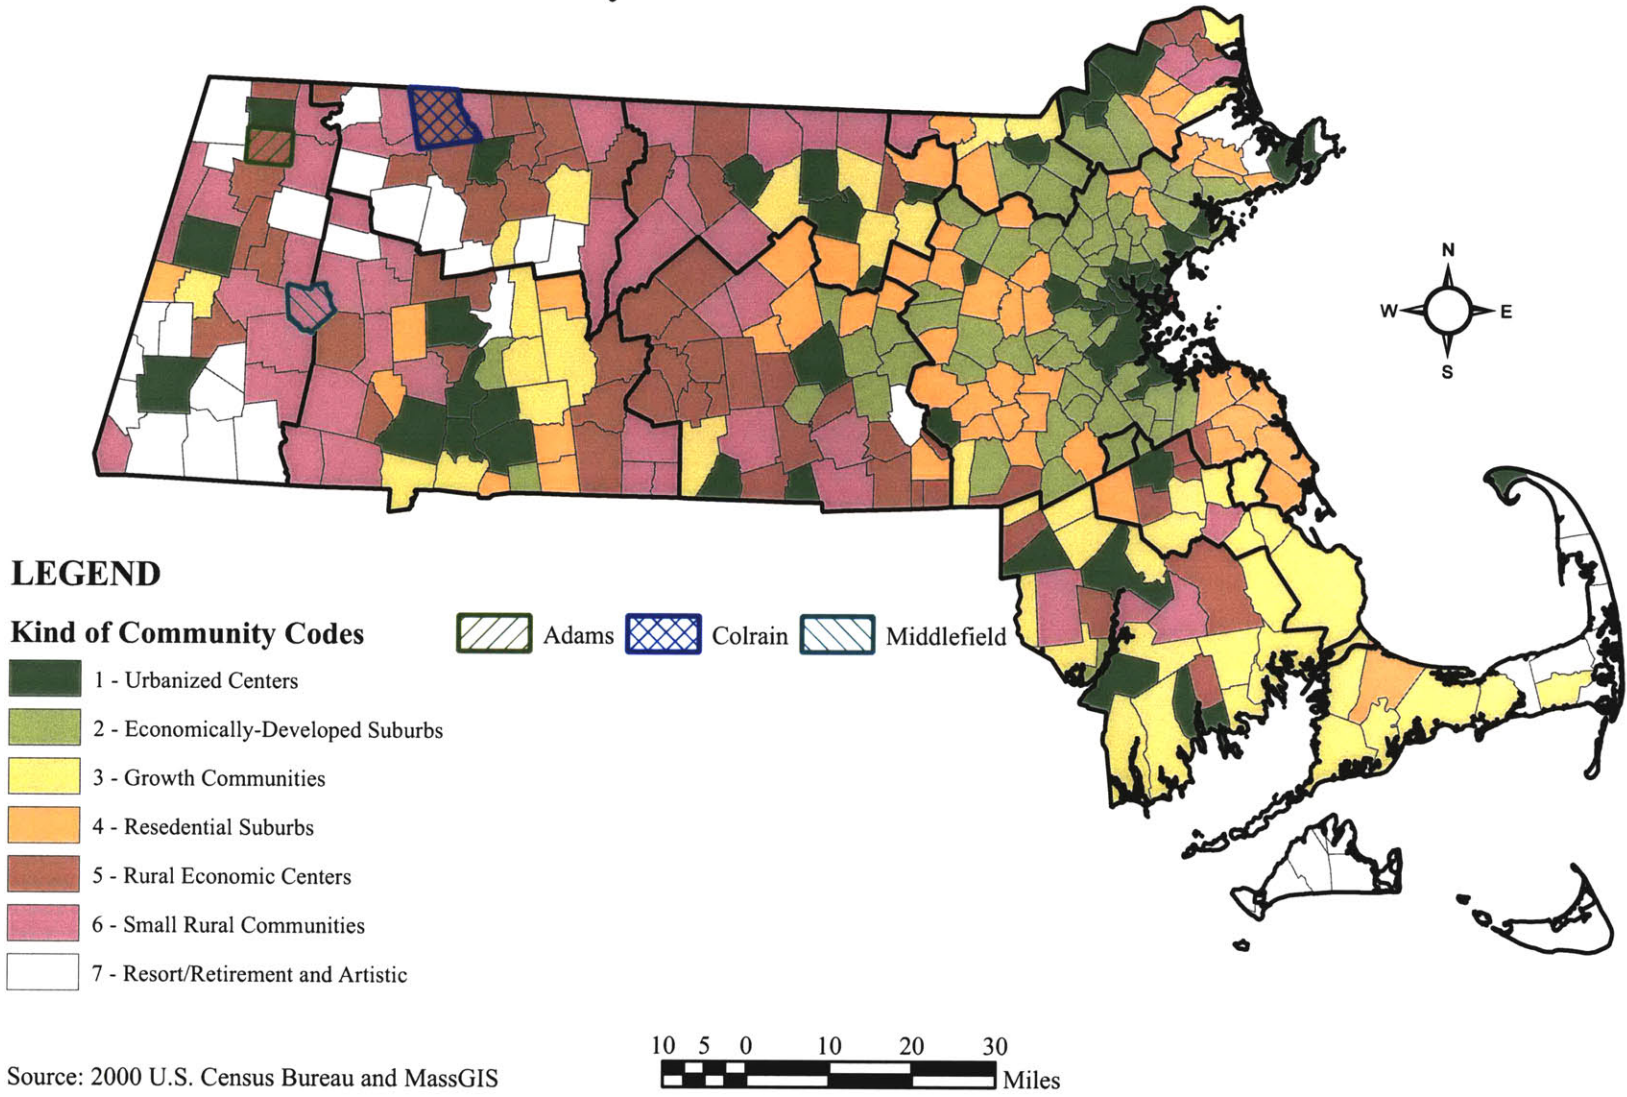 N
W E
S
LEGEND
Kind of Community Codes
Adams
Colrain
Middlefield
1 - Urbanized Centers
2 - Economically-Developed Suburbs
3 - Growth Communities
4 - Resedential Suburbs
5 - Rural Economic Centers
6 - Small Rural Communities
7 - Resort/Retirement and Artistic
10 5 0 10 20 30
Miles
Source: 2000 U.S. Census Bureau and MassGIS